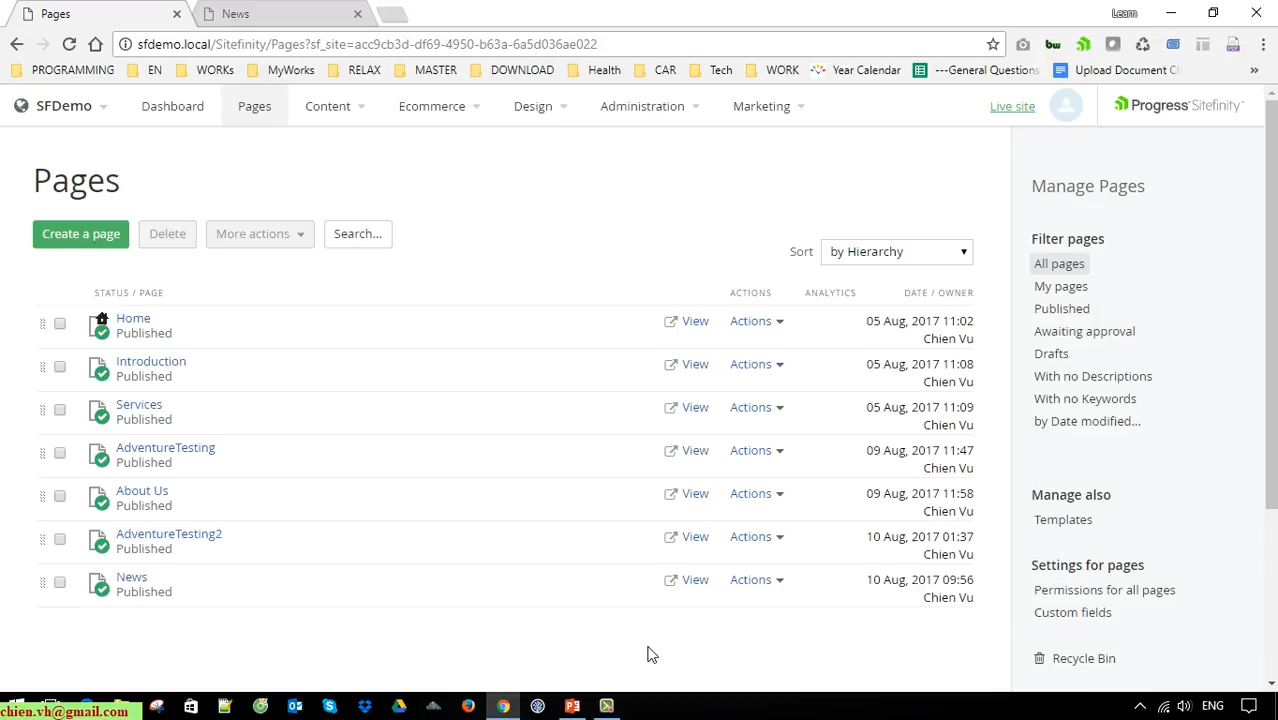 Pages
News
Learn
sfdemo.local/Sitefinity/Pages?sf_site=acc9cb3d-df69-4950-b63a-6a5d036ae022
PROGRAMMING EN WORKs MyWorks RELAX MASTER DOWNLOAD Health CAR Tech WORK Year Calendar ---General Questions Upload Document Cl »
SFDemo Dashboard Pages Content Ecommerce Design Administration Marketing Live site Progress Sitefinity
Pages
Create a page Delete More actions Search...
Sort by Hierarchy
STATUS / PAGE ACTIONS ANALYTICS DATE / OWNER
Home View Actions 05 Aug, 2017 11:02
Published Chien Vu
Introduction View Actions 05 Aug, 2017 11:08
Published Chien Vu
Services View Actions 05 Aug, 2017 11:09
Published Chien Vu
AdventureTesting View Actions 09 Aug, 2017 11:47
Published Chien Vu
About Us View Actions 09 Aug, 2017 11:58
Published Chien Vu
AdventureTesting2 View Actions 10 Aug, 2017 01:37
Published Chien Vu
News View Actions 10 Aug, 2017 09:56
Published Chien Vu
Manage Pages
Filter pages
All pages
My pages
Published
Awaiting approval
Drafts
With no Descriptions
With no Keywords
by Date modified...
Manage also
Templates
Settings for pages
Permissions for all pages
Custom fields
Recycle Bin
chien.vh@gmail.com
ENG